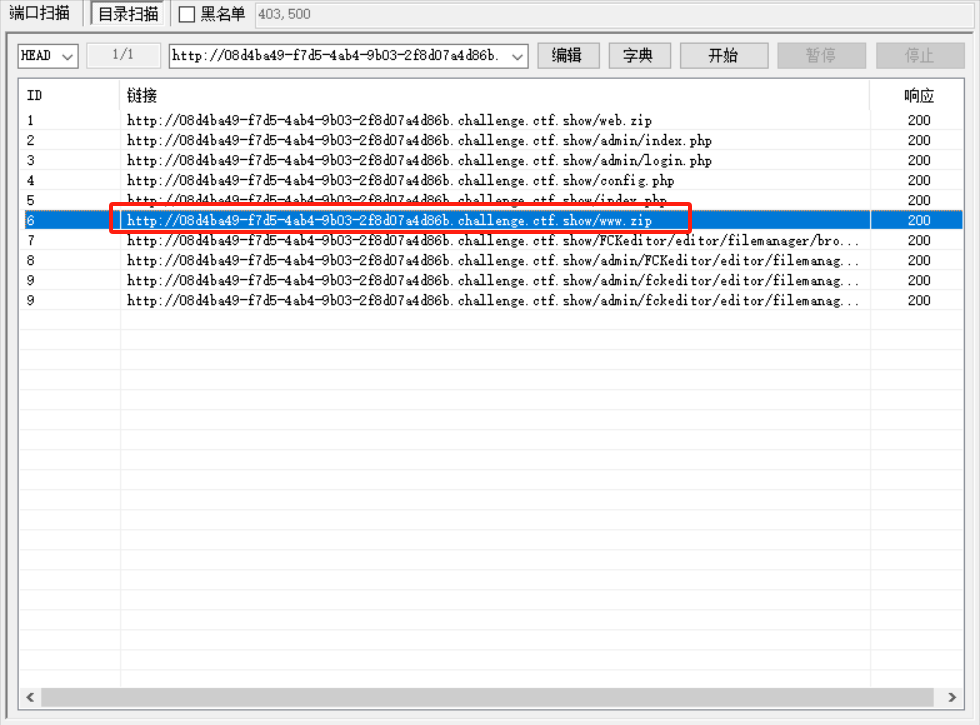 端口扫描 目录扫描 黑名单 403,500
HEAD 1/1 http://08d4ba49-f7d5-4ab4-9b03-2f8d07a4d86b. 编辑 字典 开始 暂停 停止
ID 链接 响应
1 http://08d4ba49-f7d5-4ab4-9b03-2f8d07a4d86b.challenge.ctf.show/web.zip 200
2 http://08d4ba49-f7d5-4ab4-9b03-2f8d07a4d86b.challenge.ctf.show/admin/index.php 200
3 http://08d4ba49-f7d5-4ab4-9b03-2f8d07a4d86b.challenge.ctf.show/admin/login.php 200
4 http://08d4ba49-f7d5-4ab4-9b03-2f8d07a4d86b.challenge.ctf.show/config.php 200
5 http://08d4ba49-f7d5-4ab4-9b03-2f8d07a4d86b.challenge.ctf.show/index.php 200
6 http://08d4ba49-f7d5-4ab4-9b03-2f8d07a4d86b.challenge.ctf.show/www.zip 200
7 http://08d4ba49-f7d5-4ab4-9b03-2f8d07a4d86b.challenge.ctf.show/FCKeditor/editor/filemanager/bro... 200
8 http://08d4ba49-f7d5-4ab4-9b03-2f8d07a4d86b.challenge.ctf.show/admin/FCKeditor/editor/filemanag... 200
9 http://08d4ba49-f7d5-4ab4-9b03-2f8d07a4d86b.challenge.ctf.show/admin/fckeditor/editor/filemanag... 200
9 http://08d4ba49-f7d5-4ab4-9b03-2f8d07a4d86b.challenge.ctf.show/admin/fckeditor/editor/filemanag... 200